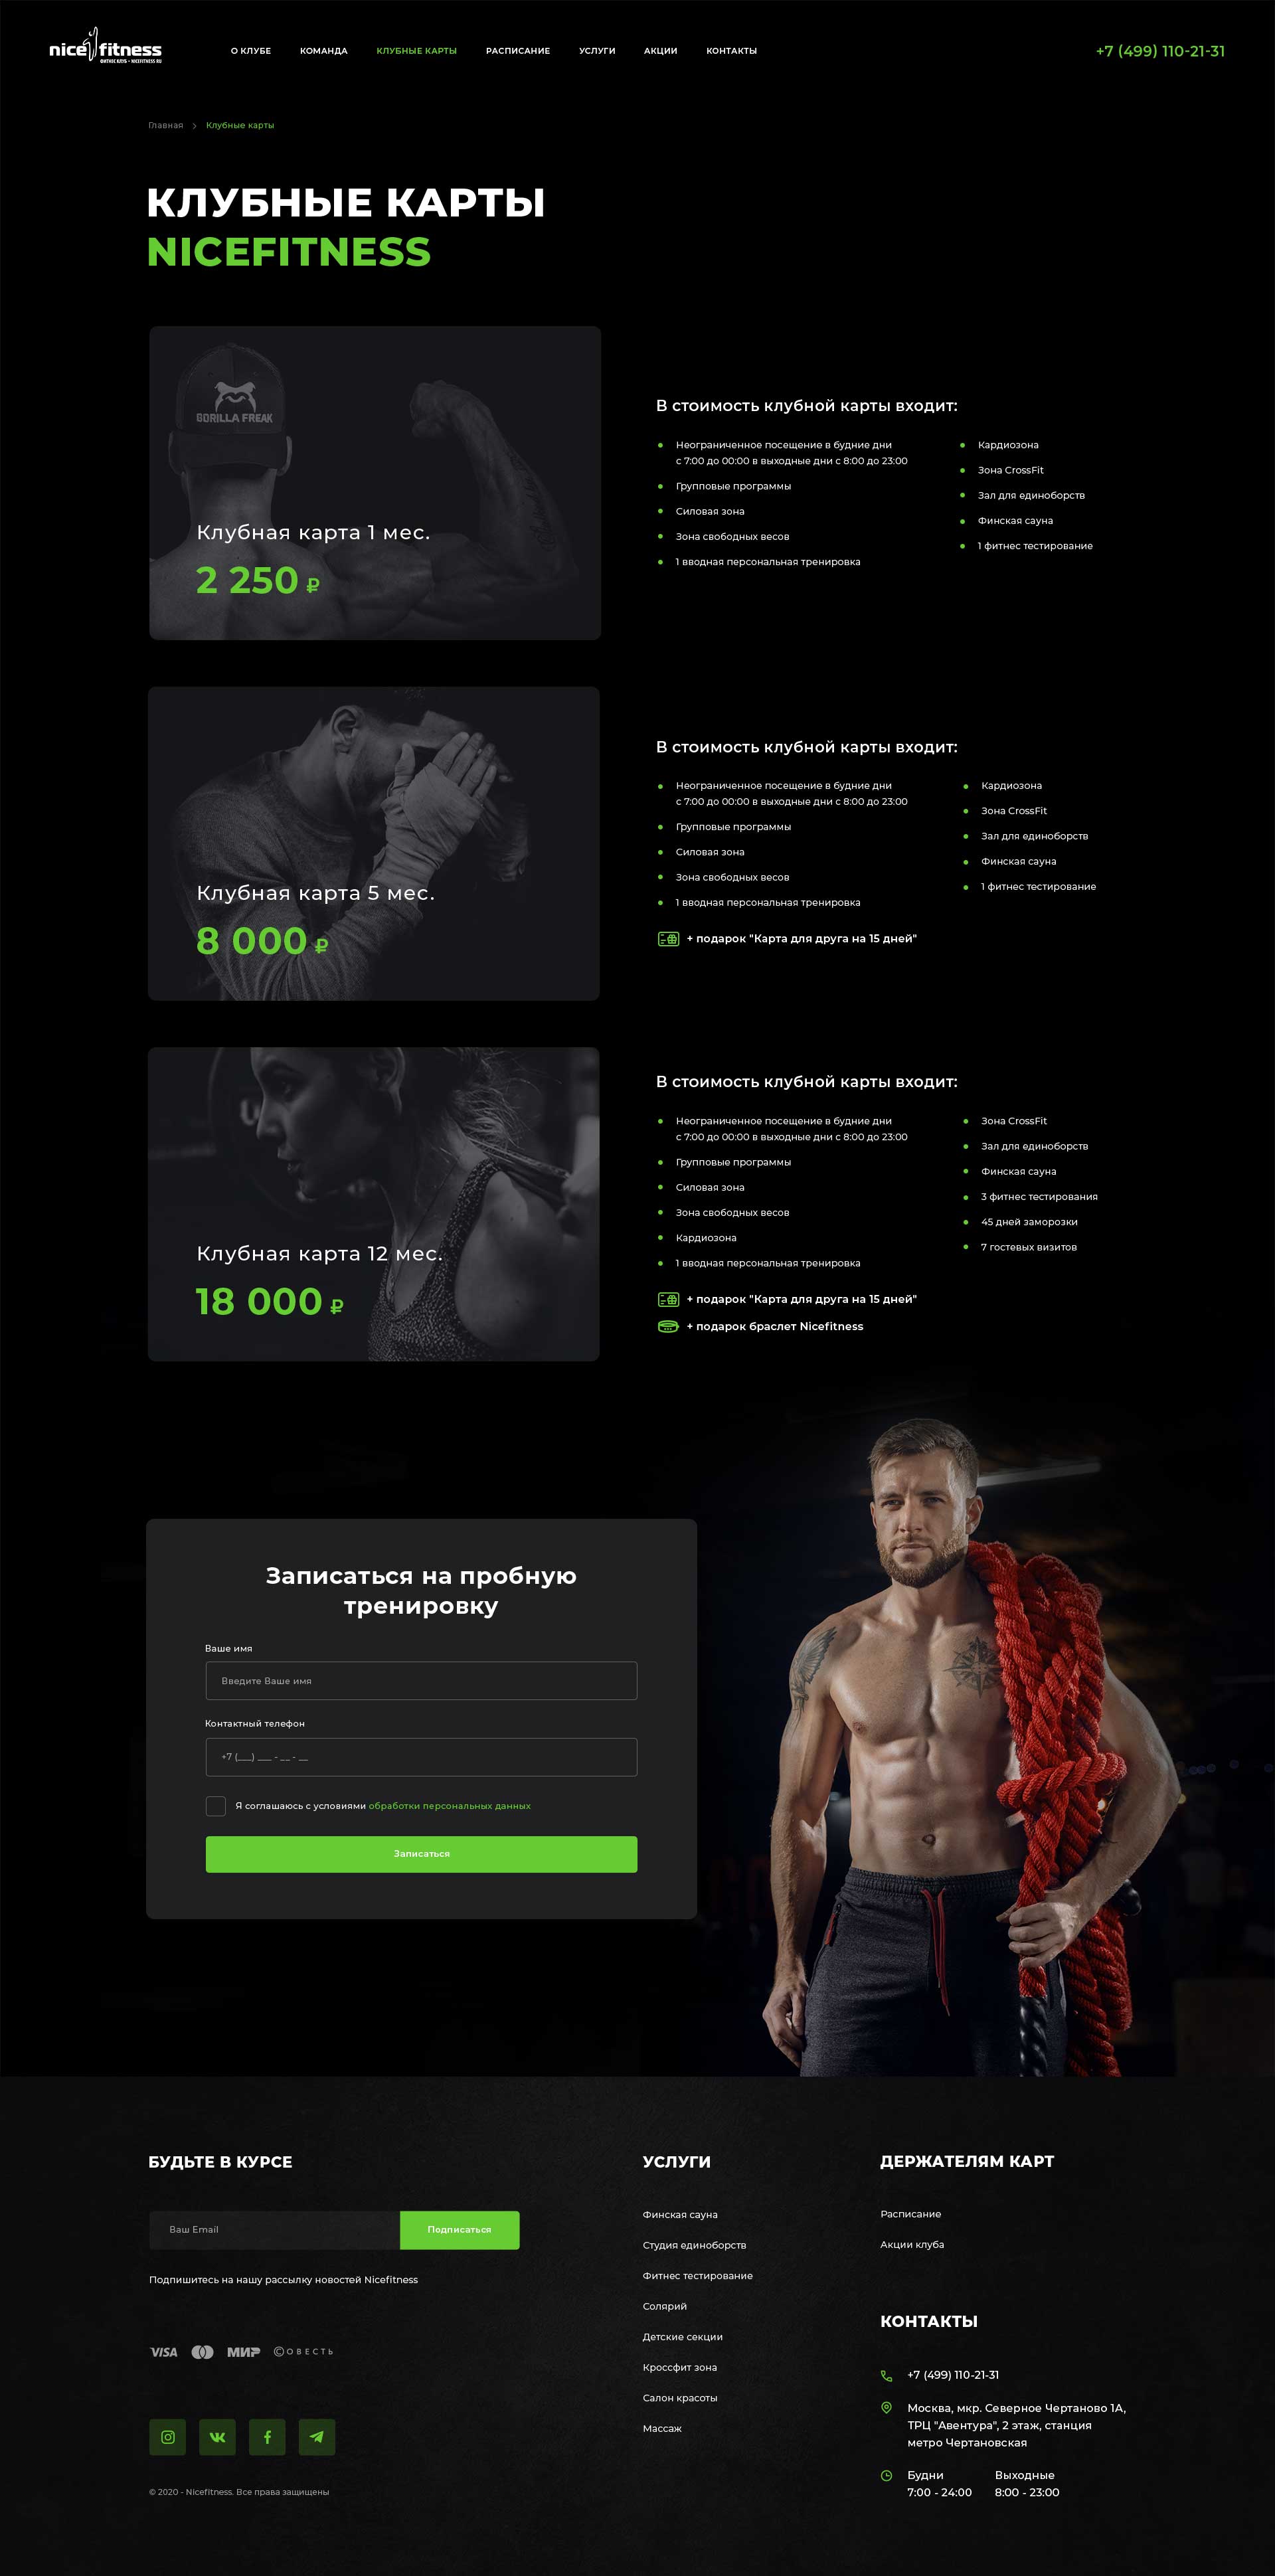 nice fitness
ФИТНЕС КЛУБ • NICEFITNESS RU
О КЛУБЕ
КОМАНДА
КЛУБНЫЕ КАРТЫ
РАСПИСАНИЕ
УСЛУГИ
АКЦИИ
КОНТАКТЫ
+7 (499) 110-21-31
Главная
Клубные карты
КЛУБНЫЕ КАРТЫ
NICEFITNESS
GORILLA FREAK
Клубная карта 1 мес.
2 250 ₽
В стоимость клубной карты входит:
Неограниченное посещение в будние дни
с 7:00 до 00:00 в выходные дни с 8:00 до 23:00
Групповые программы
Силовая зона
Зона свободных весов
1 вводная персональная тренировка
Кардиозона
Зона CrossFit
Зал для единоборств
Финская сауна
1 фитнес тестирование
Клубная карта 5 мес.
8 000 ₽
В стоимость клубной карты входит:
Неограниченное посещение в будние дни
с 7:00 до 00:00 в выходные дни с 8:00 до 23:00
Групповые программы
Силовая зона
Зона свободных весов
1 вводная персональная тренировка
Кардиозона
Зона CrossFit
Зал для единоборств
Финская сауна
1 фитнес тестирование
+ подарок "Карта для друга на 15 дней"
Клубная карта 12 мес.
18 000 ₽
В стоимость клубной карты входит:
Неограниченное посещение в будние дни
с 7:00 до 00:00 в выходные дни с 8:00 до 23:00
Групповые программы
Силовая зона
Зона свободных весов
Кардиозона
1 вводная персональная тренировка
Зона CrossFit
Зал для единоборств
Финская сауна
3 фитнес тестирования
45 дней заморозки
7 гостевых визитов
+ подарок "Карта для друга на 15 дней"
+ подарок браслет Nicefitness
Записаться на пробную
тренировку
Ваше имя
Введите Ваше имя
Контактный телефон
+7 (___) ___ - __ - __
Я соглашаюсь с условиями обработки персональных данных
Записаться
БУДЬТЕ В КУРСЕ
Ваш Email
Подписаться
Подпишитесь на нашу рассылку новостей Nicefitness
VISA
МИР
СОВЕСТЬ
© 2020 - Nicefitness. Все права защищены
УСЛУГИ
Финская сауна
Студия единоборств
Фитнес тестирование
Солярий
Детские секции
Кроссфит зона
Салон красоты
Массаж
ДЕРЖАТЕЛЯМ КАРТ
Расписание
Акции клуба
КОНТАКТЫ
+7 (499) 110-21-31
Москва, мкр. Северное Чертаново 1А,
ТРЦ "Авентура", 2 этаж, станция
метро Чертановская
Будни
7:00 - 24:00
Выходные
8:00 - 23:00